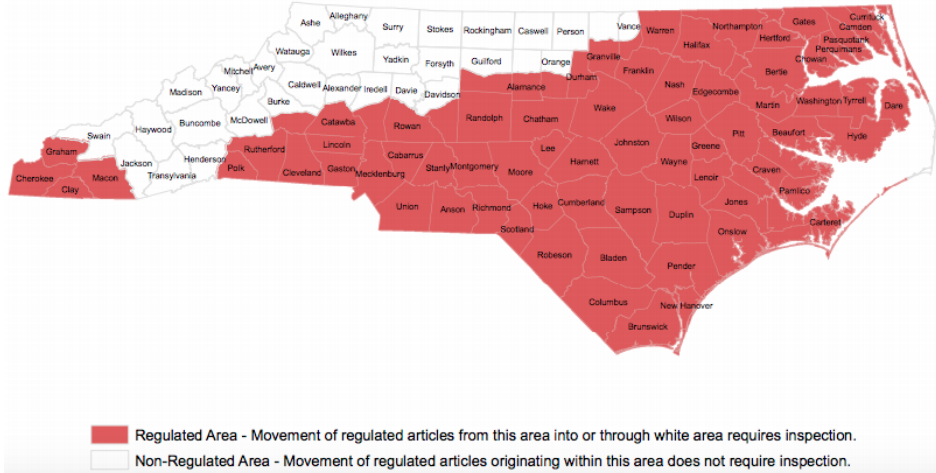 Ashe
Alleghany
Surry
Stokes
Rockingham
Caswell
Person
Vance
Warren
Northampton
Gates
Currituck
Camden
Pasquotank
Perquimans
Chowan
Hertford
Halifax
Granville
Watauga
Wilkes
Yadkin
Forsyth
Guilford
Orange
Durham
Franklin
Nash
Edgecombe
Bertie
Mitchell
Avery
Caldwell
Alexander
Iredell
Davie
Davidson
Alamance
Madison
Yancey
Burke
Martin
Washington
Tyrrell
Dare
Swain
Haywood
Buncombe
McDowell
Catawba
Rowan
Randolph
Chatham
Wake
Wilson
Pitt
Beaufort
Hyde
Graham
Jackson
Henderson
Rutherford
Lincoln
Cabarrus
Lee
Johnston
Greene
Cherokee
Macon
Clay
Transylvania
Polk
Cleveland
Gaston
Mecklenburg
Stanly
Montgomery
Moore
Harnett
Wayne
Lenoir
Craven
Pamlico
Union
Anson
Richmond
Hoke
Cumberland
Sampson
Duplin
Jones
Carteret
Scotland
Onslow
Robeson
Bladen
Pender
Columbus
New Hanover
Brunswick
Regulated Area - Movement of regulated articles from this area into or through white area requires inspection.
Non-Regulated Area - Movement of regulated articles originating within this area does not require inspection.